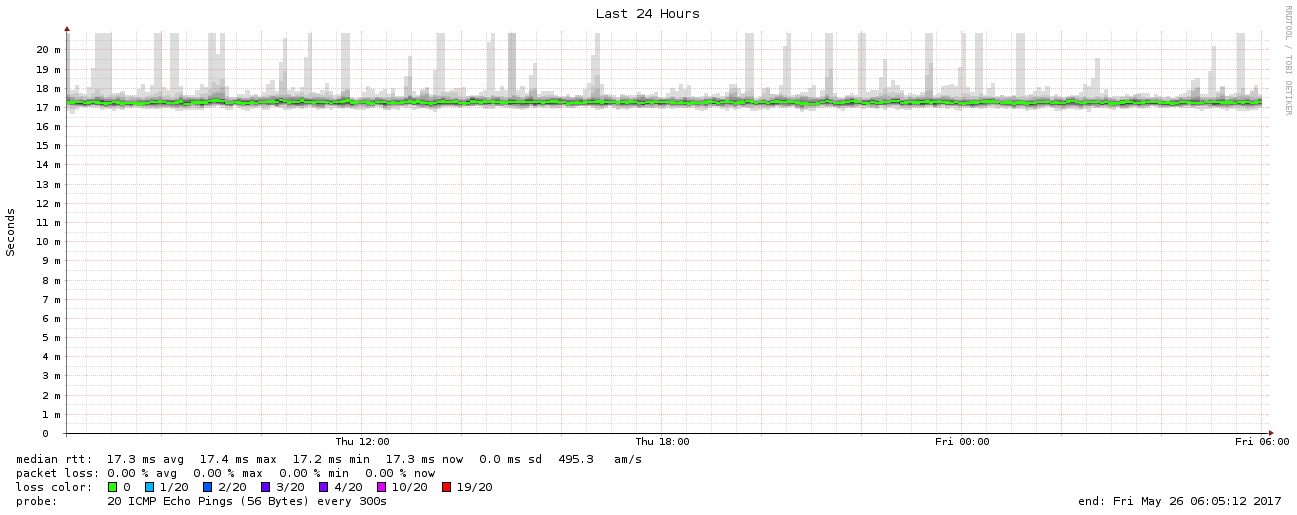 Last 24 Hours
RRDTOOL / TOBI OETIKER
Seconds
20 m
19 m
18 m
17 m
16 m
15 m
14 m
13 m
12 m
11 m
10 m
9 m
8 m
7 m
6 m
5 m
4 m
3 m
2 m
1 m
0
Thu 12:00 Thu 18:00 Fri 00:00 Fri 06:00
median rtt: 17.3 ms avg 17.4 ms max 17.2 ms min 17.3 ms now 0.0 ms sd 495.3 am/s
packet loss: 0.00 % avg 0.00 % max 0.00 % min 0.00 % now
loss color: 0 1/20 2/20 3/20 4/20 10/20 19/20
probe: 20 ICMP Echo Pings (56 Bytes) every 300s end: Fri May 26 06:05:12 2017